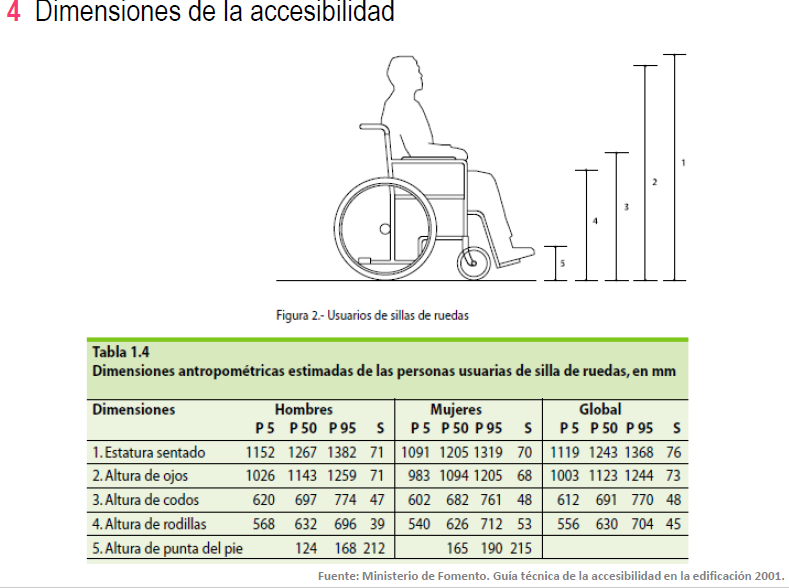 4 Dimensiones de la accesibilidad
1
2
3
4
5
Figura 2.- Usuarios de sillas de ruedas
Tabla 1.4
Dimensiones antropométricas estimadas de las personas usuarias de silla de ruedas, en mm
Dimensiones Hombres Mujeres Global
P 5 P 50 P 95 S P 5 P 50 P 95 S P 5 P 50 P 95 S
1. Estatura sentado 1152 1267 1382 71 1091 1205 1319 70 1119 1243 1368 76
2. Altura de ojos 1026 1143 1259 71 983 1094 1205 68 1003 1123 1244 73
3. Altura de codos 620 697 774 47 602 682 761 48 612 691 770 48
4. Altura de rodillas 568 632 696 39 540 626 712 53 556 630 704 45
5. Altura de punta del pie 124 168 212 165 190 215
Fuente: Ministerio de Fomento. Guía técnica de la accesibilidad en la edificación 2001.